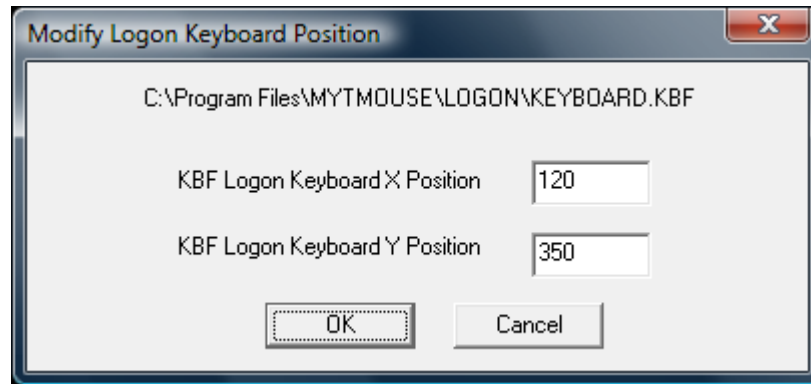 Modify Logon Keyboard Position
C:\Program Files\MYTMOUSE\LOGON\KEYBOARD.KBF
KBF Logon Keyboard X Position 120
KBF Logon Keyboard Y Position 350
OK Cancel